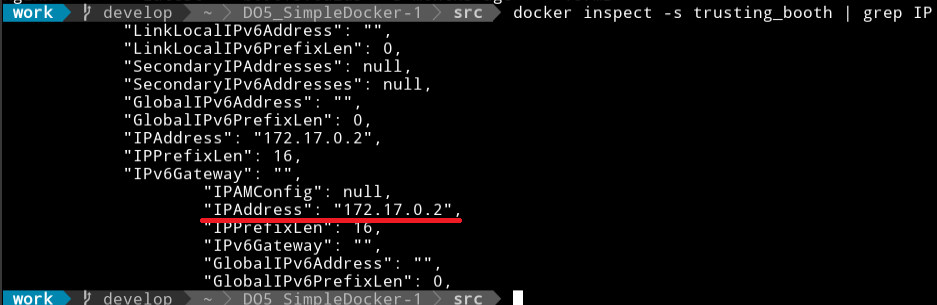 work develop ~ DO5_SimpleDocker-1 src docker inspect -s trusting_booth | grep IP
"LinkLocalIPv6Address": "",
"LinkLocalIPv6PrefixLen": 0,
"SecondaryIPAddresses": null,
"SecondaryIPv6Addresses": null,
"GlobalIPv6Address": "",
"GlobalIPv6PrefixLen": 0,
"IPAddress": "172.17.0.2",
"IPPrefixLen": 16,
"IPv6Gateway": "",
"IPAMConfig": null,
"IPAddress": "172.17.0.2",
"IPPrefixLen": 16,
"IPv6Gateway": "",
"GlobalIPv6Address": "",
"GlobalIPv6PrefixLen": 0,
work develop ~ DO5_SimpleDocker-1 src